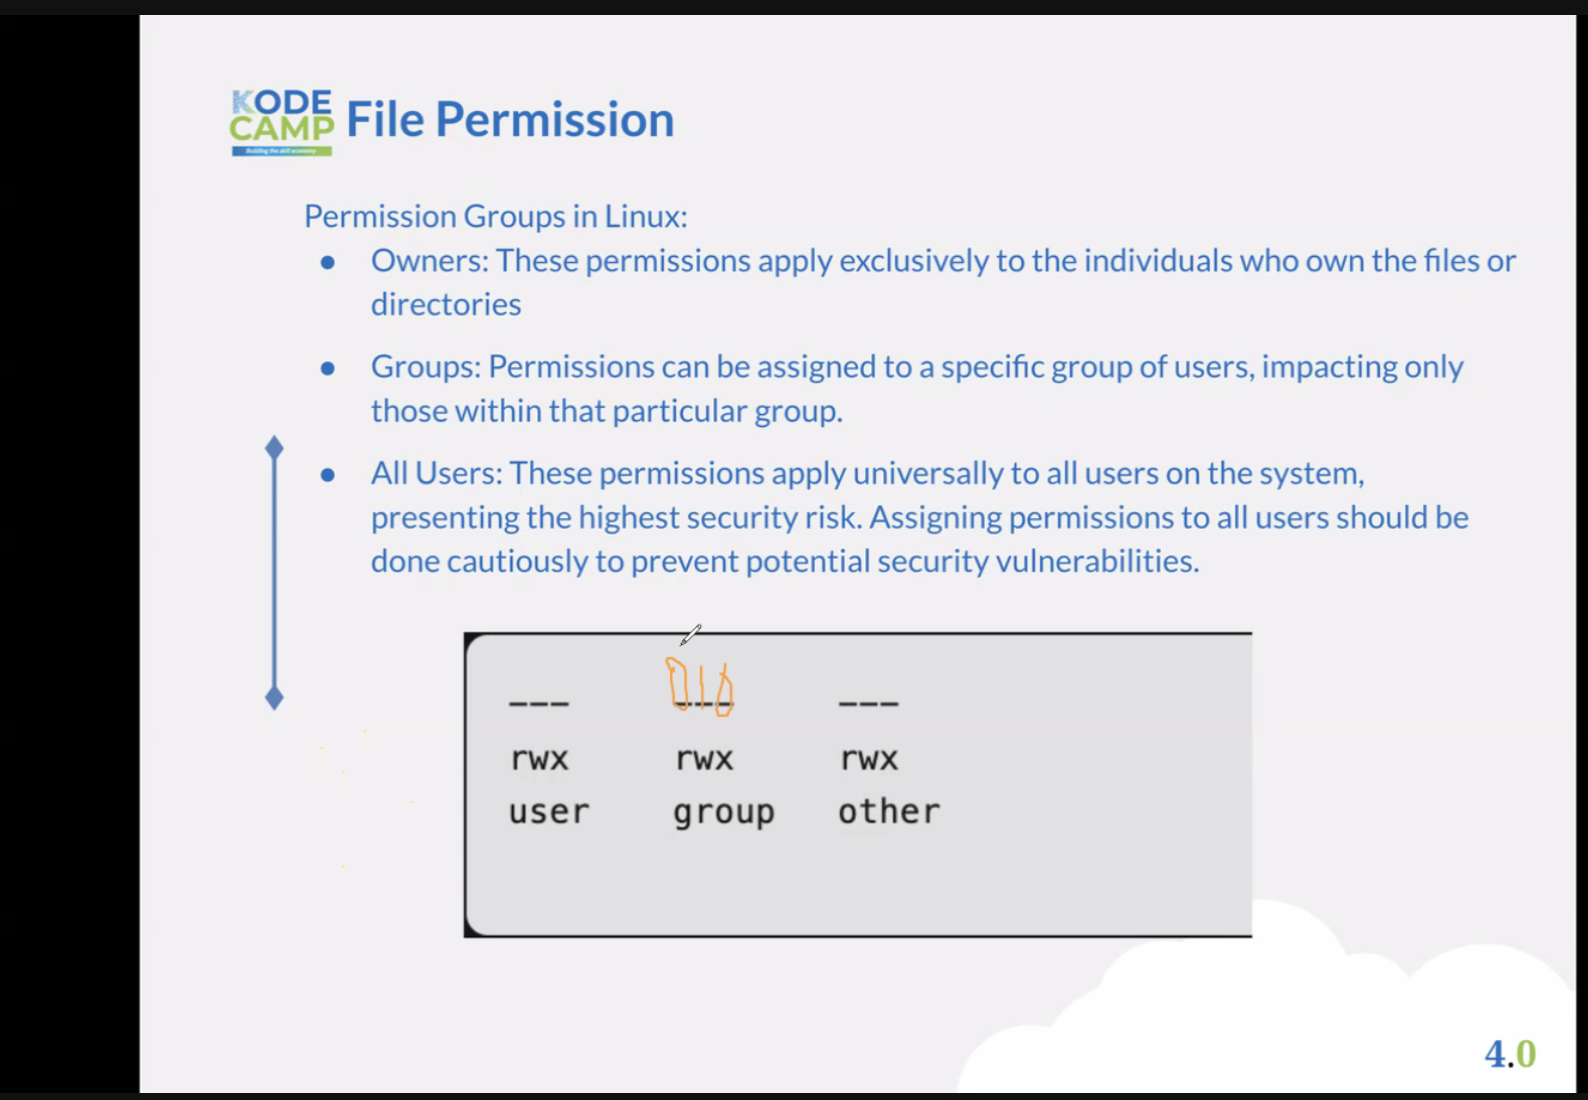 KODE
CAMP
Building the skill economy
File Permission
Permission Groups in Linux:
● Owners: These permissions apply exclusively to the individuals who own the files or
directories
● Groups: Permissions can be assigned to a specific group of users, impacting only
those within that particular group.
● All Users: These permissions apply universally to all users on the system,
presenting the highest security risk. Assigning permissions to all users should be
done cautiously to prevent potential security vulnerabilities.
010
--- --- ---
rwx rwx rwx
user group other
4.0